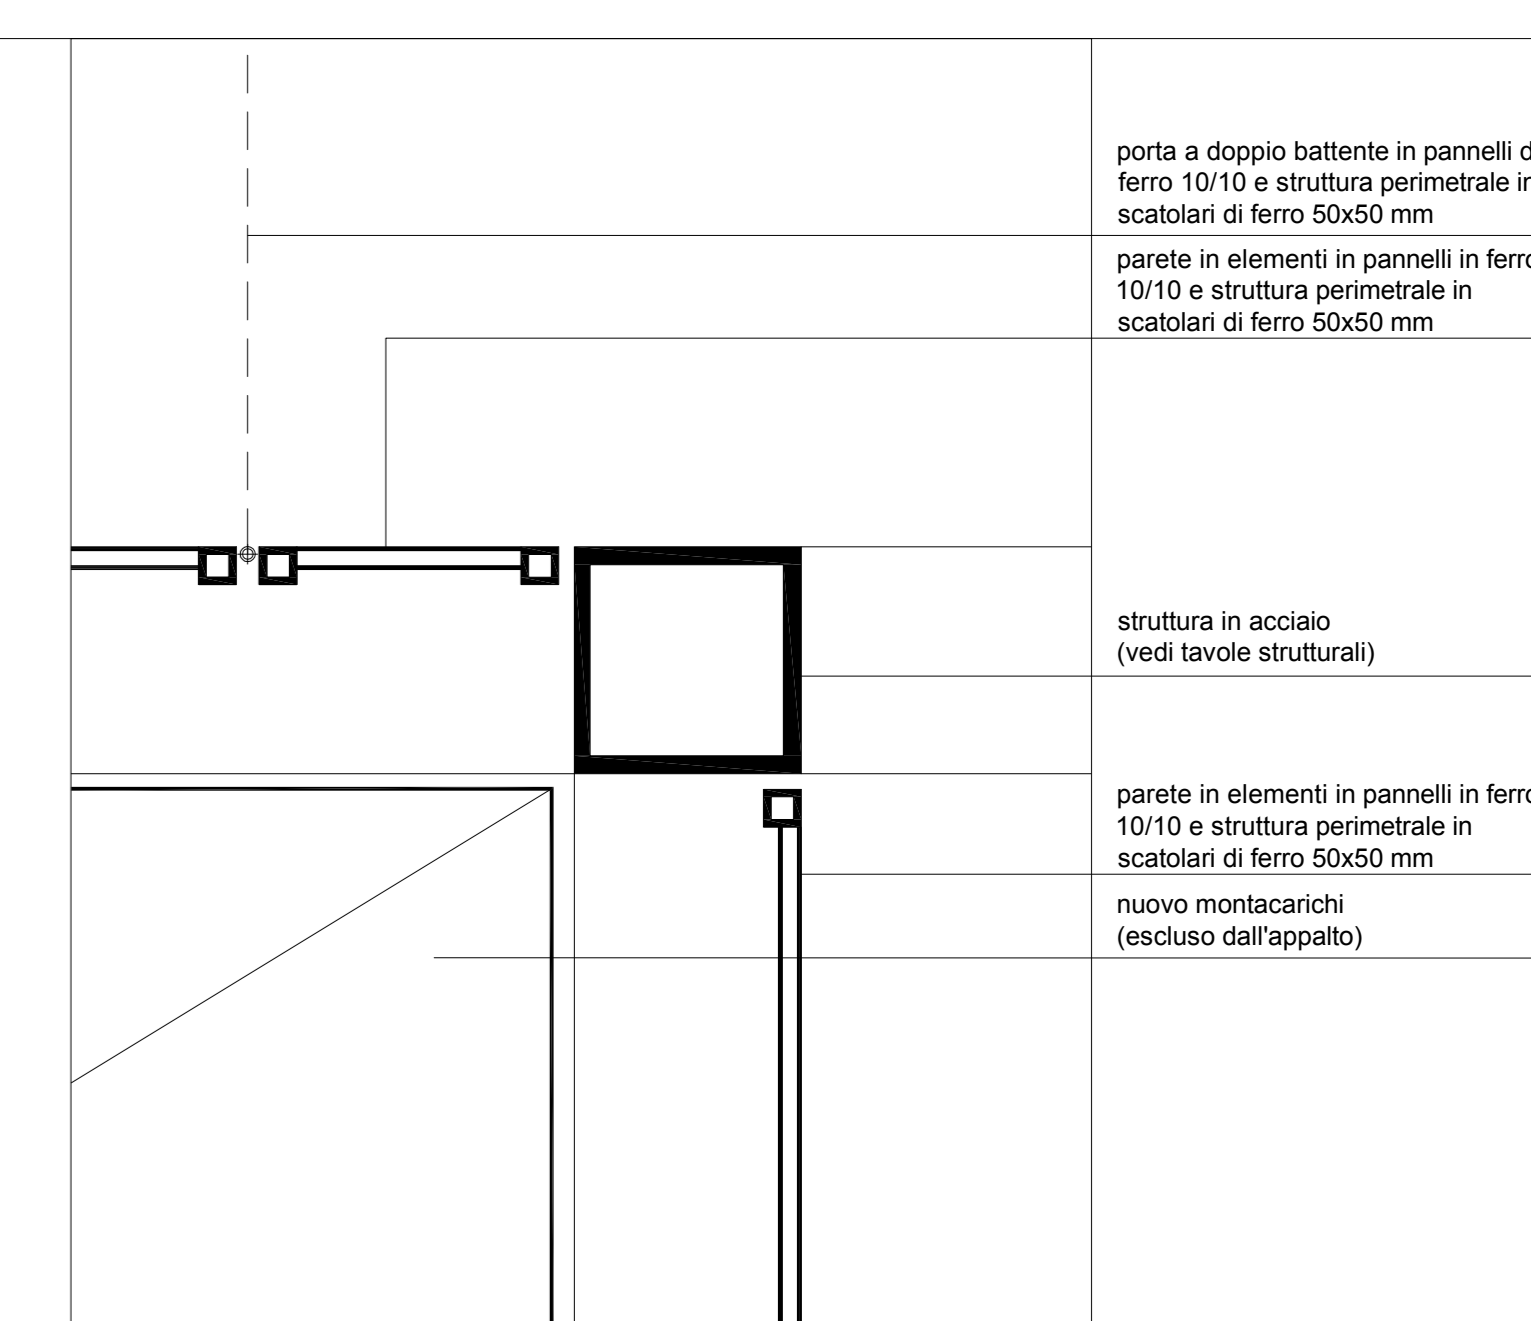 porta a doppio battente in pannelli d
ferro 10/10 e struttura perimetrale in
scatolari di ferro 50x50 mm
parete in elementi in pannelli in ferro
10/10 e struttura perimetrale in
scatolari di ferro 50x50 mm
struttura in acciaio
(vedi tavole strutturali)
parete in elementi in pannelli in ferro
10/10 e struttura perimetrale in
scatolari di ferro 50x50 mm
nuovo montacarichi
(escluso dall'appalto)